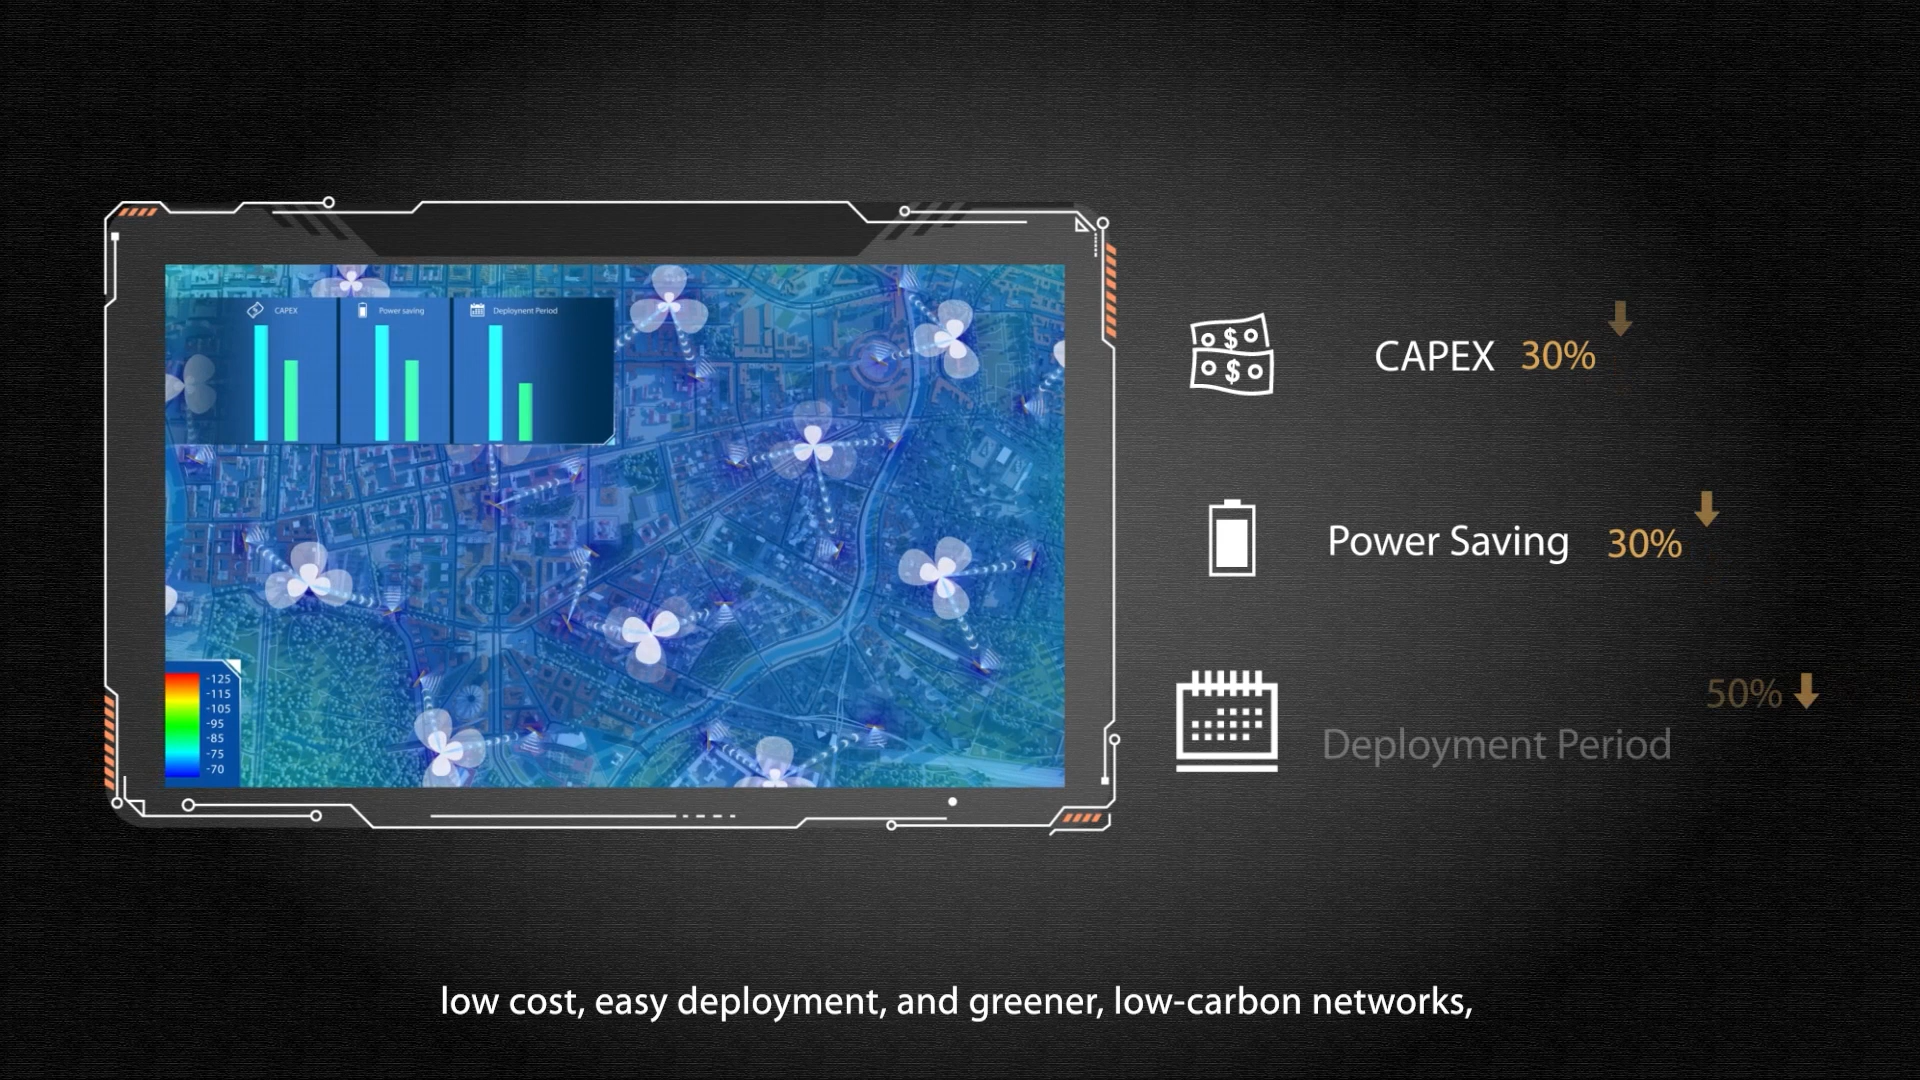 CAPEX
Power saving
Deployment Period
-125
-115
-105
-95
-85
-75
-70
CAPEX 30%
Power Saving 30%
50%
Deployment Period
low cost, easy deployment, and greener, low-carbon networks,